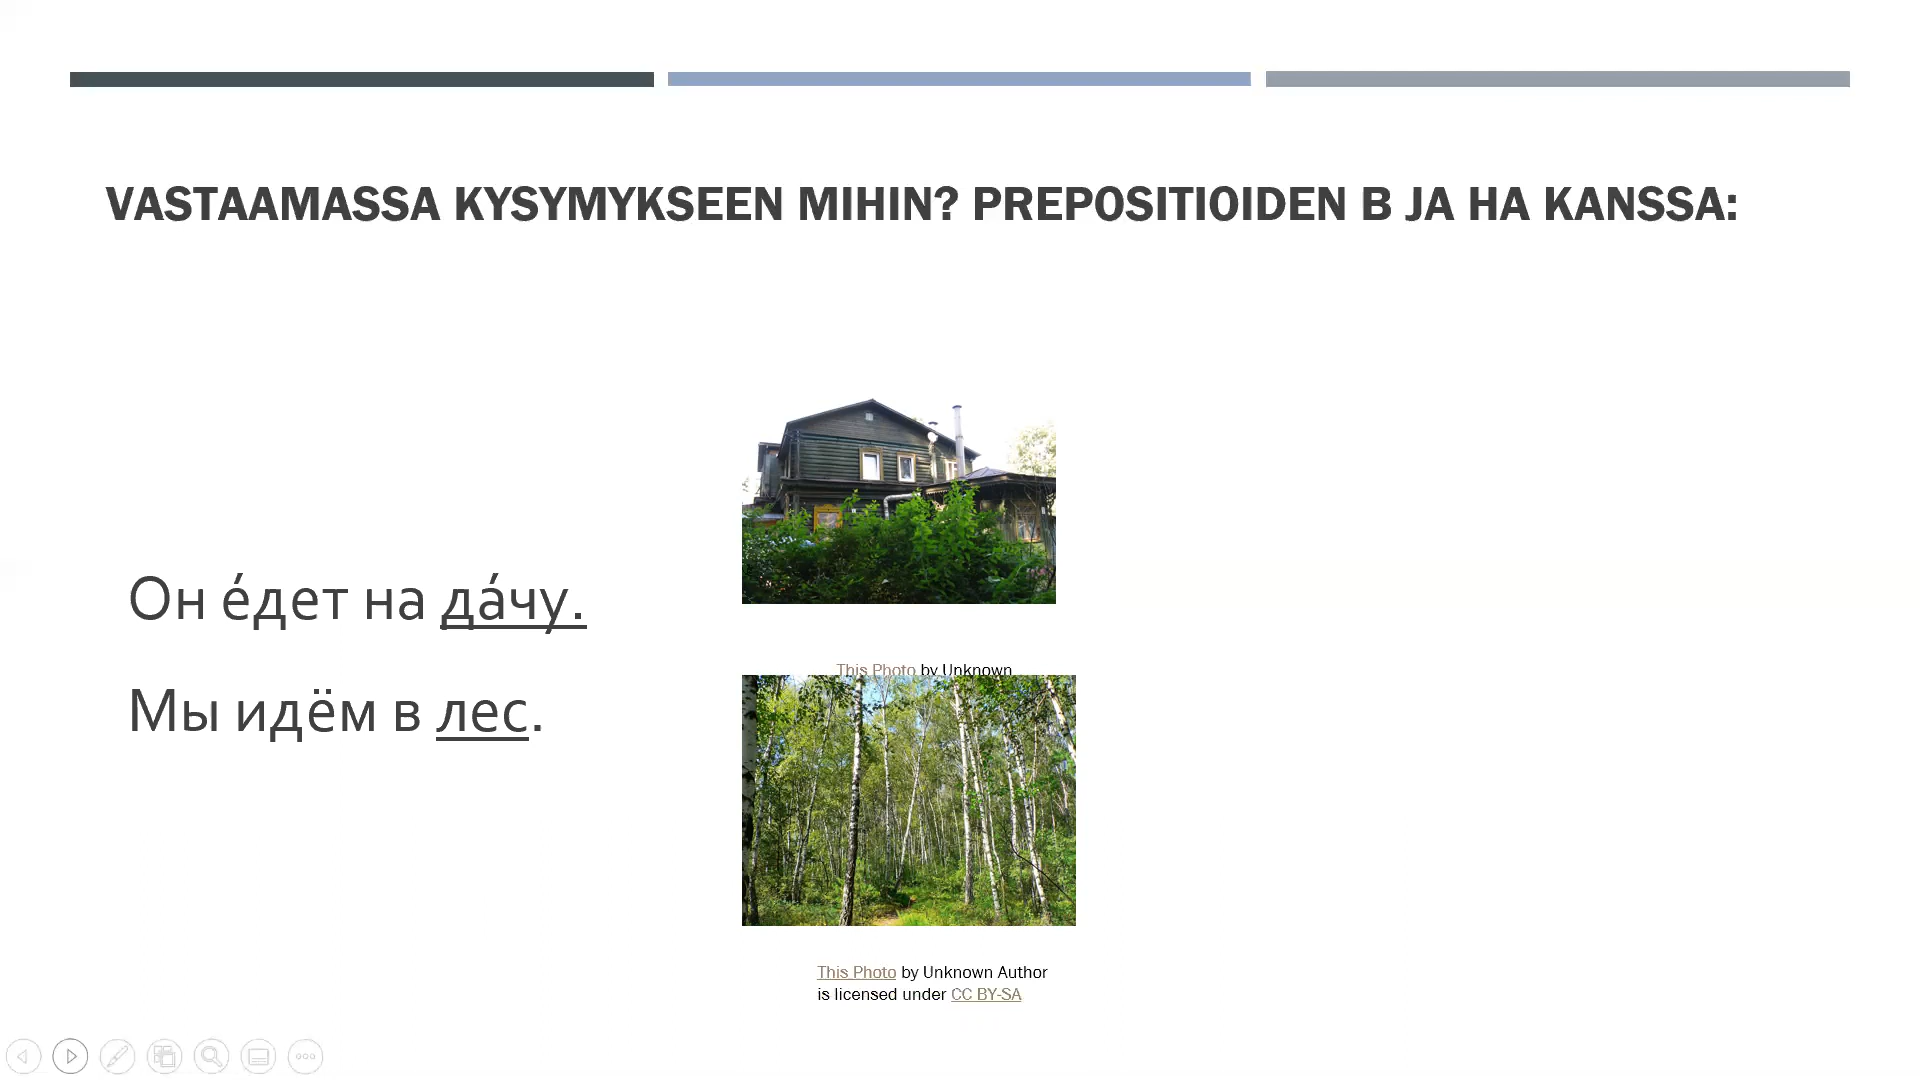 VASTAAMASSA KYSYMYKSEEN MIHIN? PREPOSITIOIDEN В JA НА KANSSA:
Он е́дет на да́чу.
Мы идём в лес.
This Photo by Unknown
This Photo by Unknown Author
is licensed under CC BY-SA